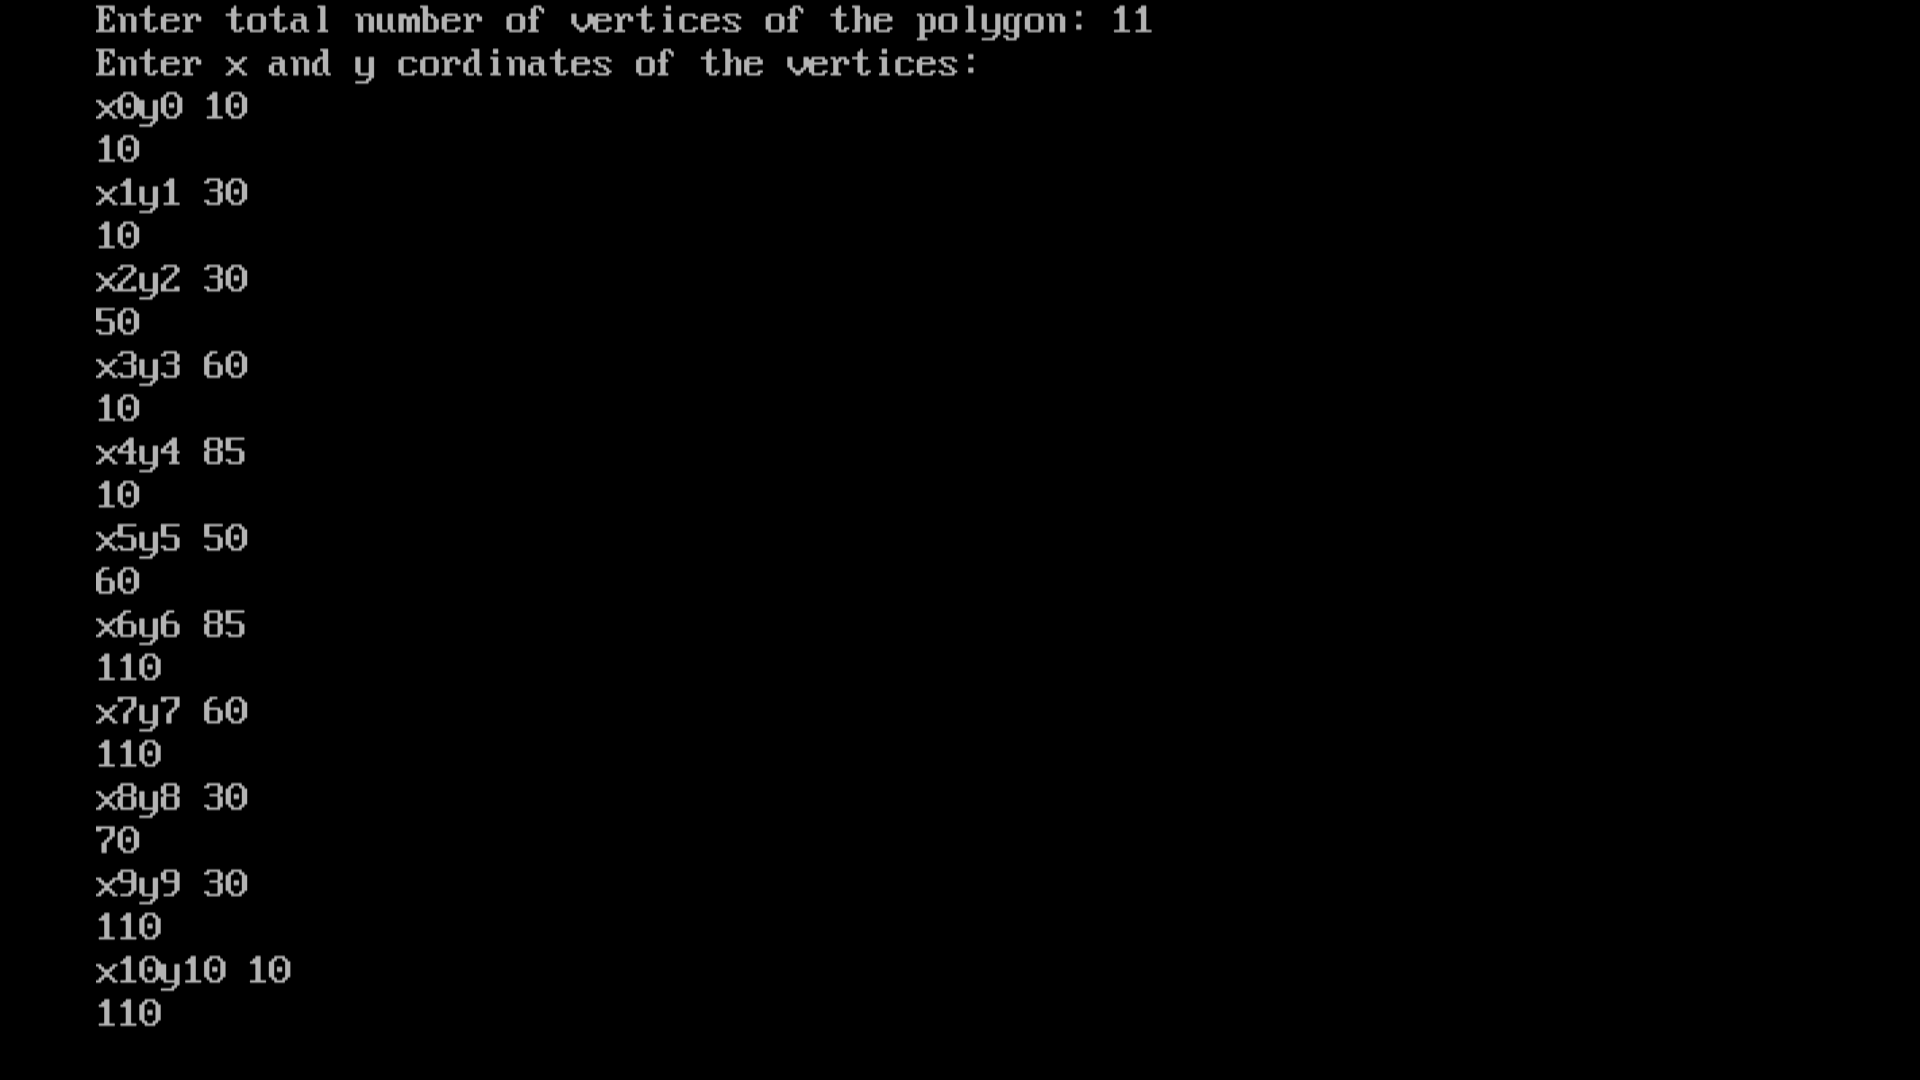 Enter total number of vertices of the polygon: 11
Enter x and y cordinates of the vertices:
x0y0 10
10
x1y1 30
10
x2y2 30
50
x3y3 60
10
x4y4 85
10
x5y5 50
60
x6y6 85
110
x7y7 60
110
x8y8 30
70
x9y9 30
110
x10y10 10
110